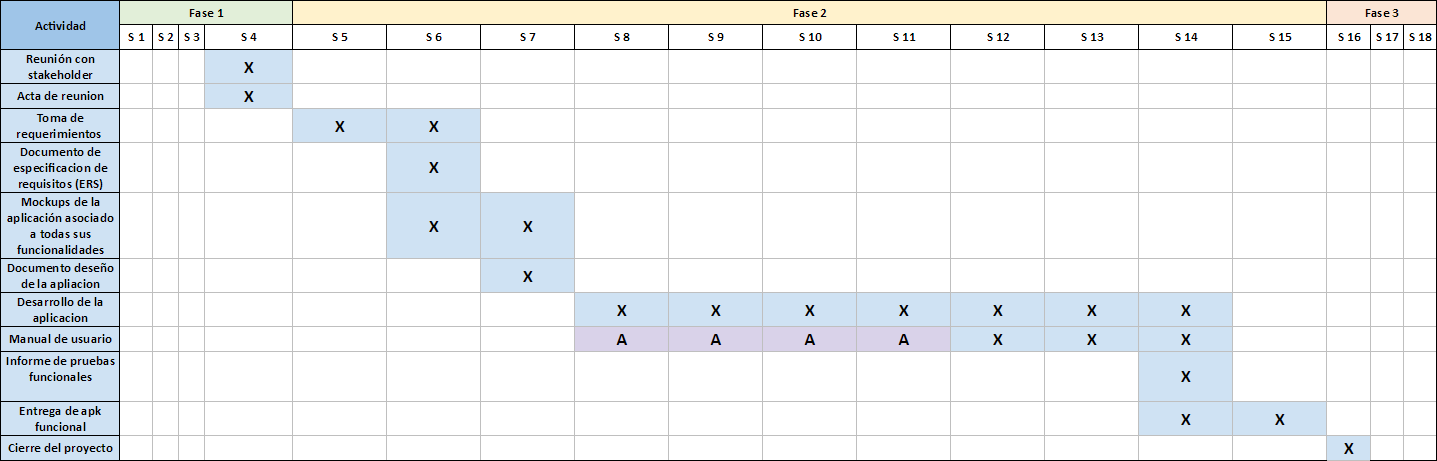 Actividad Fase 1 Fase 2 Fase 3
S 1 S 2 S 3 S 4 S 5 S 6 S 7 S 8 S 9 S 10 S 11 S 12 S 13 S 14 S 15 S 16 S 17 S 18
Reunión con
stakeholder
X
Acta de reunion X
Toma de
requerimientos
X X
Documento de
especificacion de
requisitos (ERS)
X
Mockups de la
aplicación asociado
a todas sus
funcionalidades
X X
Documento deseño
de la apliacion
X
Desarrollo de la
aplicacion
X X X X X X X
Manual de usuario A A A A X X X
Informe de pruebas
funcionales
X
Entrega de apk
funcional
X X
Cierre del proyecto X